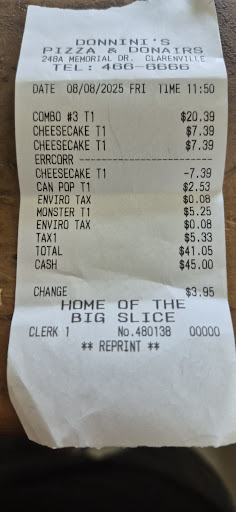 DONNINI'S
PIZZA & DONAIRS
248A MEMORIAL DR. CLARENVILLE
TEL: 466-6666
DATE 08/08/2025 FRI TIME 11:50
COMBO #3 T1 $20.39
CHEESECAKE T1 $7.39
CHEESECAKE T1 $7.39
ERRCORR --------------------
CHEESECAKE T1 -7.39
CAN POP T1 $2.53
ENVIRO TAX $0.08
MONSTER T1 $5.25
ENVIRO TAX $0.08
TAX1 $5.33
TOTAL $41.05
CASH $45.00
CHANGE $3.95
HOME OF THE
BIG SLICE
CLERK 1 No.480138 00000
** REPRINT **